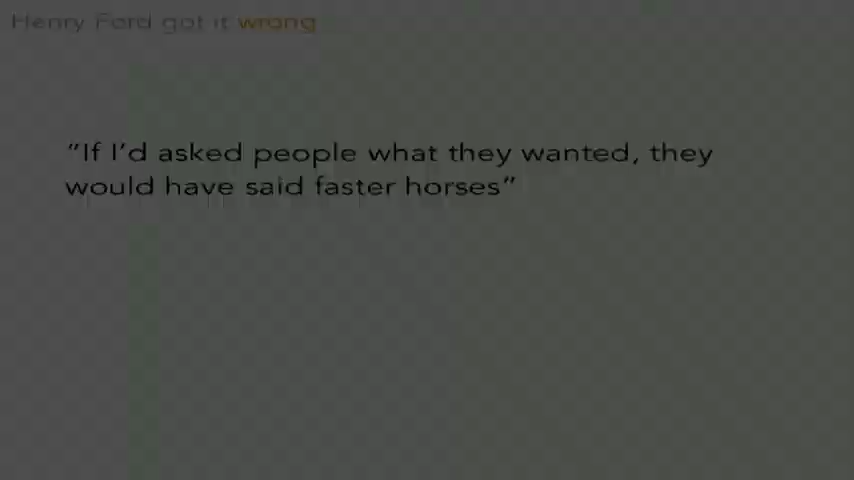 Henry Ford got it wrong
“If I’d asked people what they wanted, they
would have said faster horses”